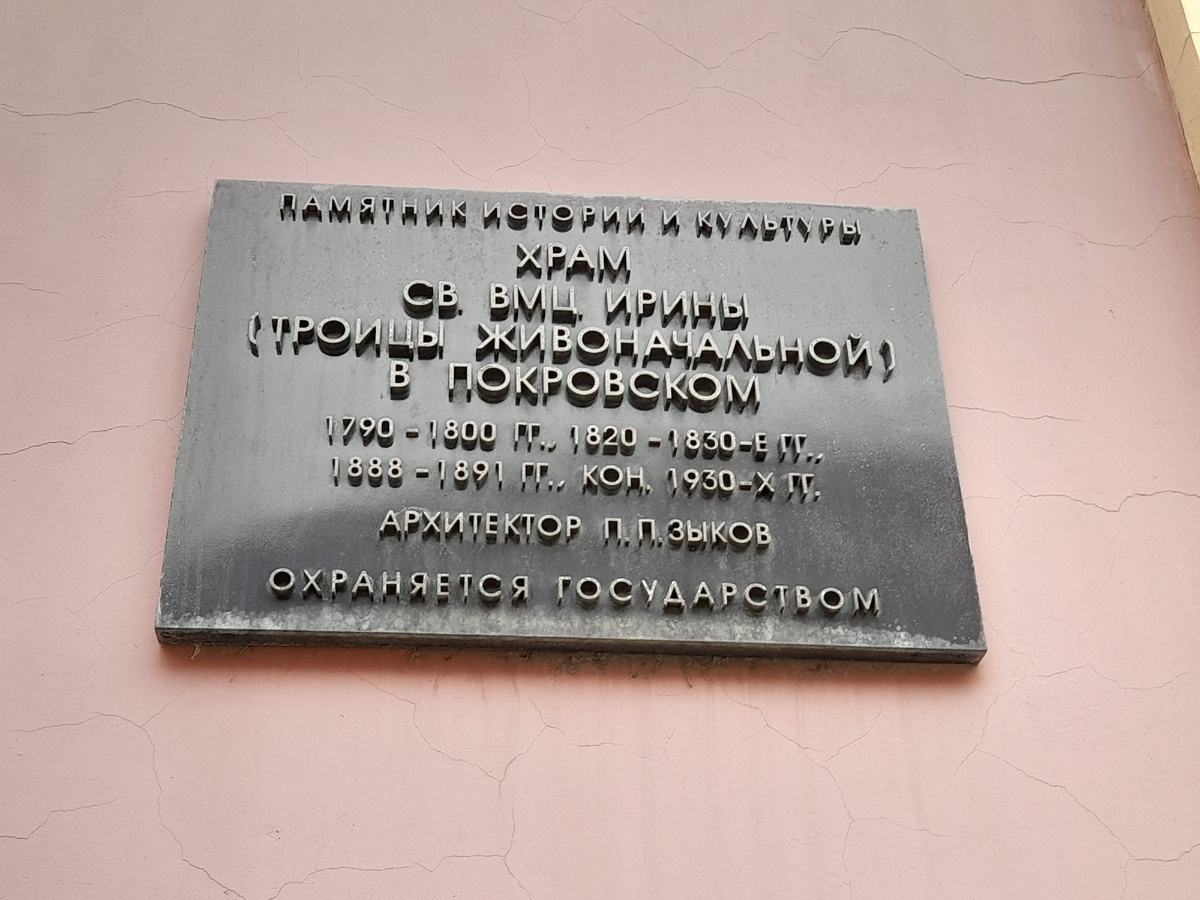 ПАМЯТНИК ИСТОРИИ И КУЛЬТУРЫ
ХРАМ
СВ. ВМЦ. ИРИНЫ
(ТРОИЦЫ ЖИВОНАЧАЛЬНОЙ)
В ПОКРОВСКОМ
1790 - 1800 ГГ., 1820 - 1830-Е ГГ.,
1888 - 1891 ГГ., КОН. 1930-Х ГГ.
АРХИТЕКТОР П.П.ЗЫКОВ
ОХРАНЯЕТСЯ ГОСУДАРСТВОМ